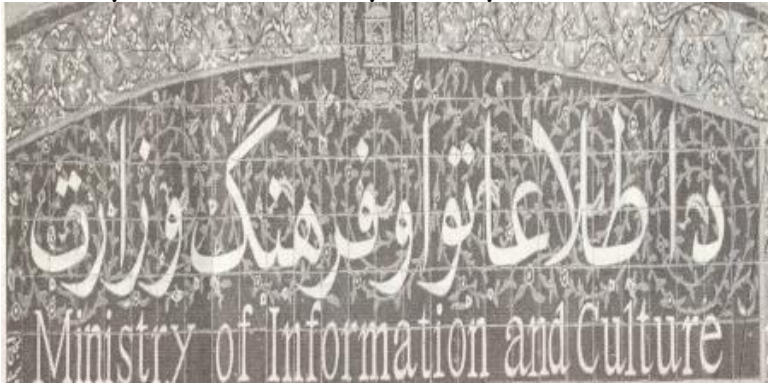 د اطلاعاتو او فرهنگ وزارت
Ministry of Information and Culture